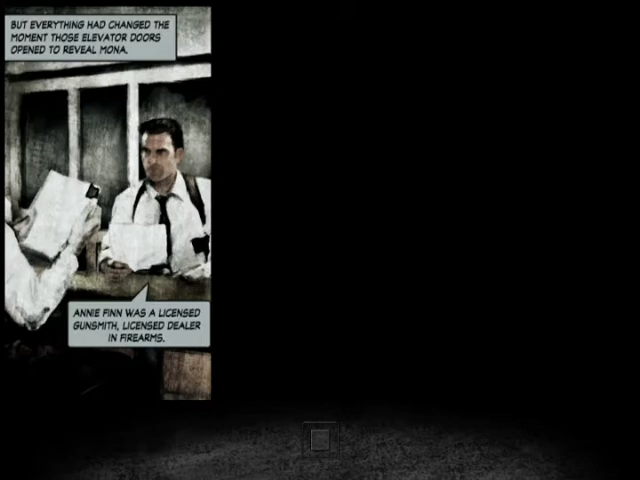 BUT EVERYTHING HAD CHANGED THE
MOMENT THOSE ELEVATOR DOORS
OPENED TO REVEAL MONA.
ANNIE FINN WAS A LICENSED
GUNSMITH, LICENSED DEALER
IN FIREARMS.